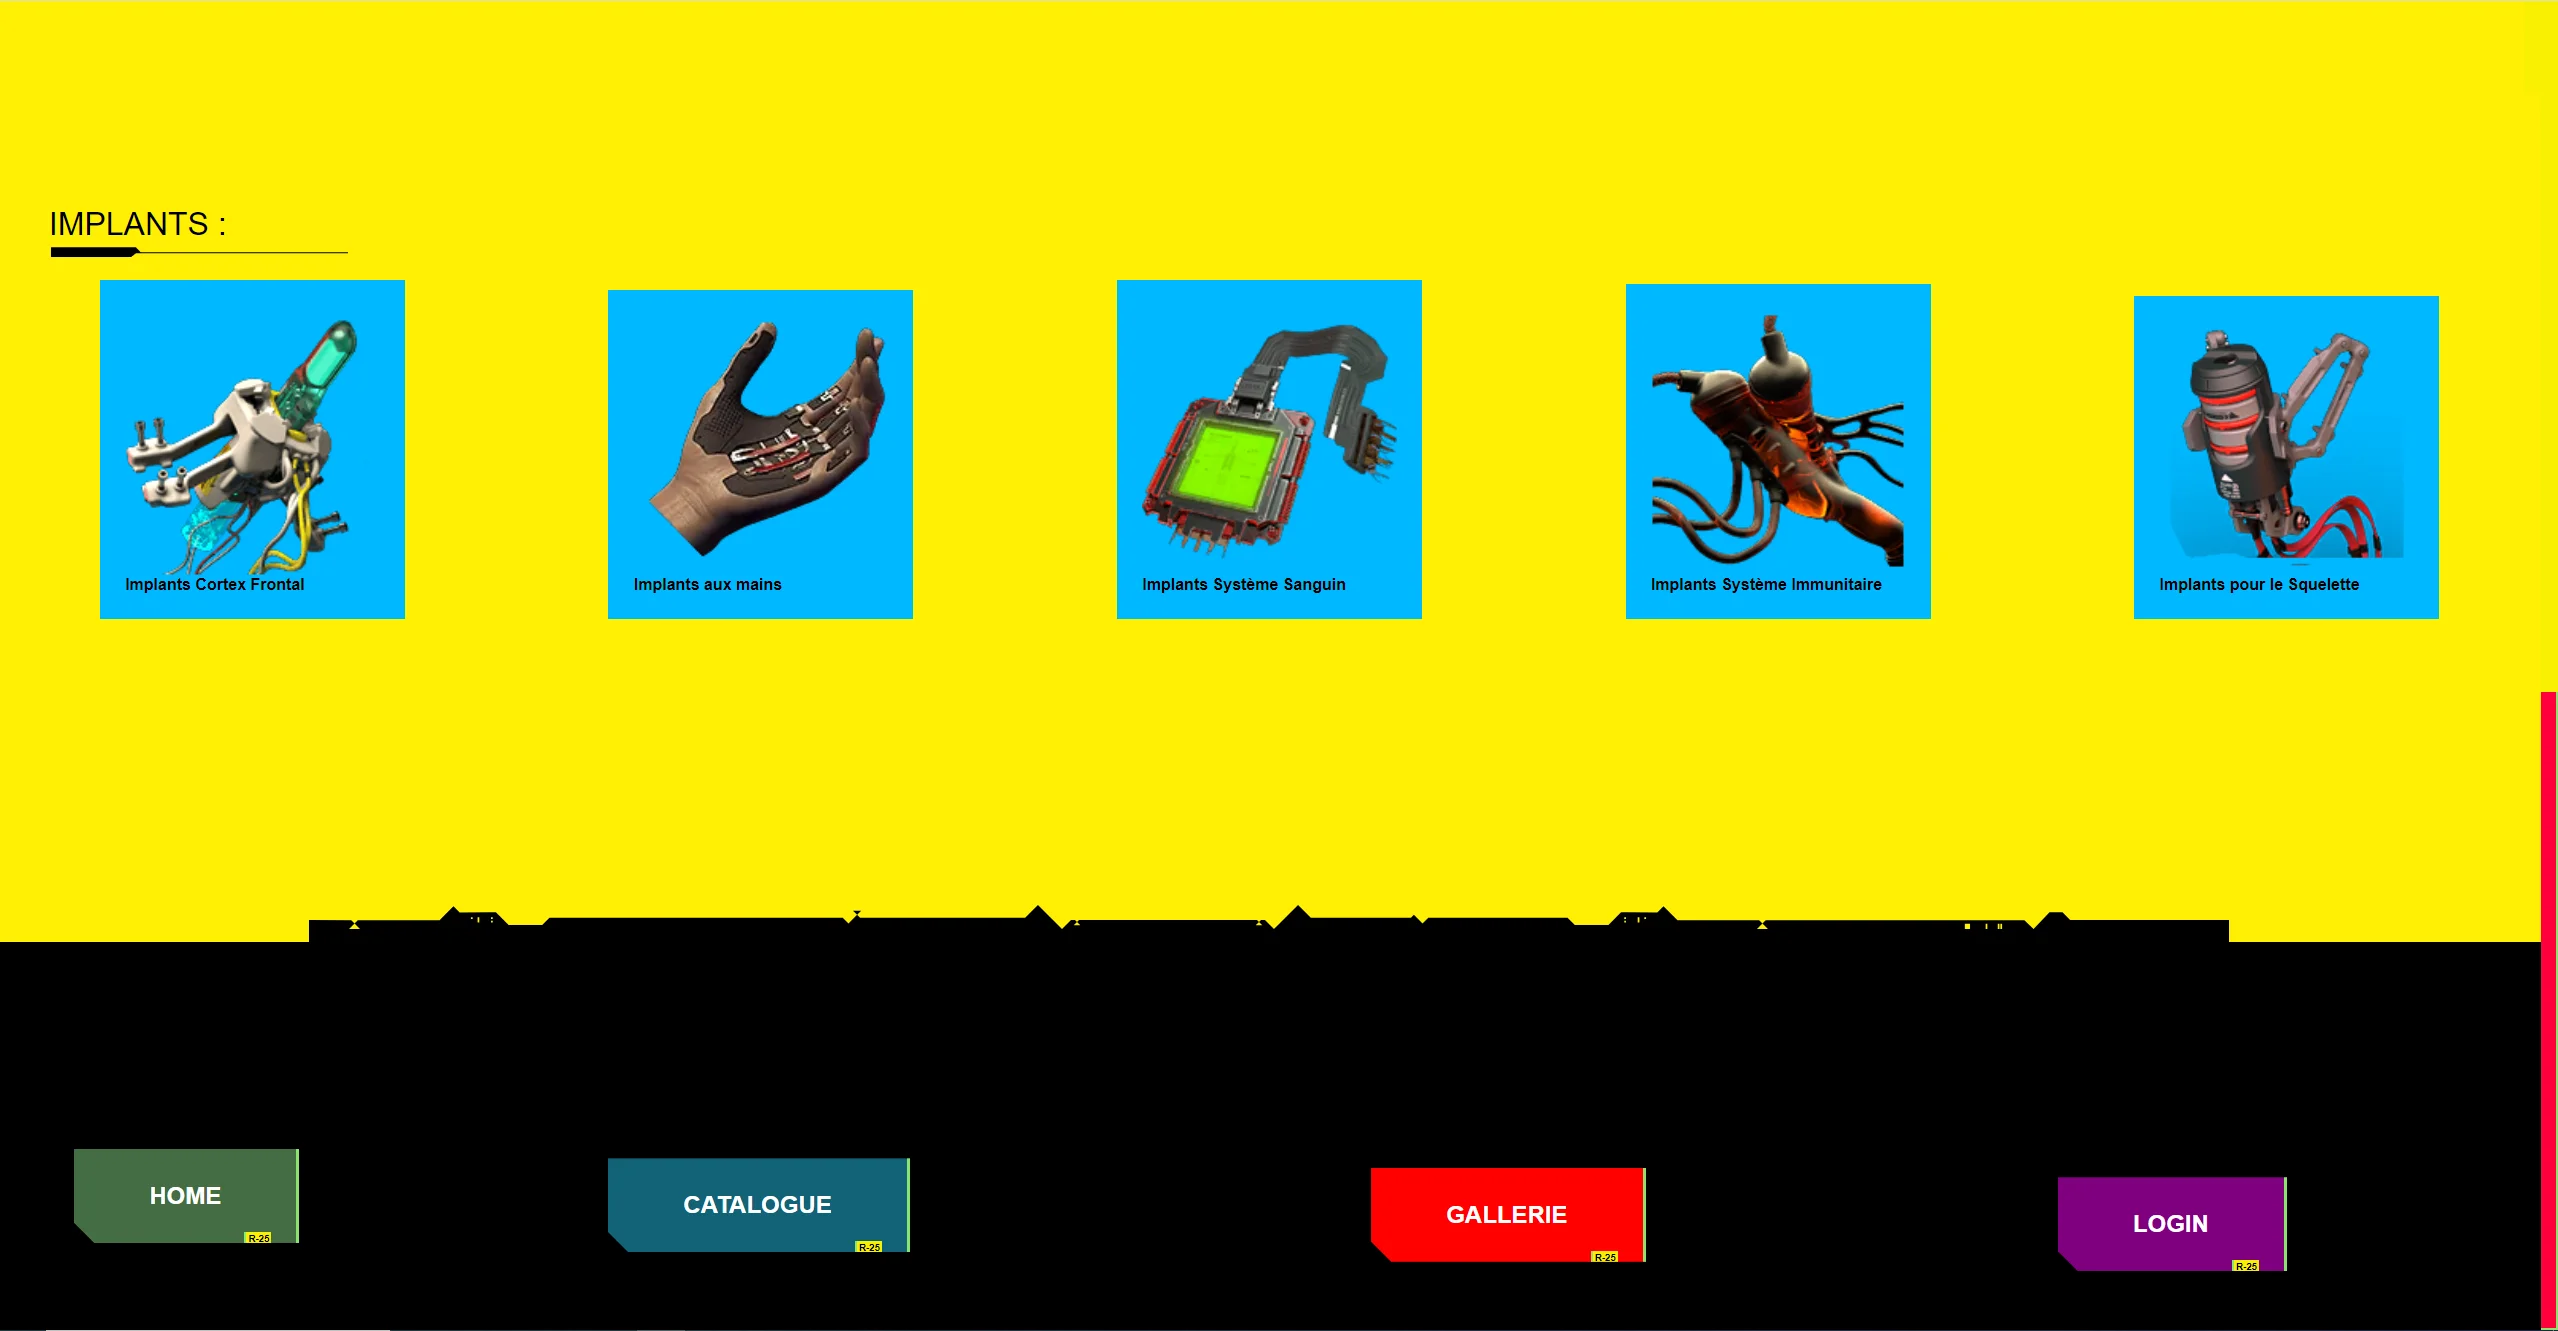 IMPLANTS :
Implants Cortex Frontal
Implants aux mains
Implants Système Sanguin
Implants Système Immunitaire
Implants pour le Squelette
HOME
R-25
CATALOGUE
R-25
GALLERIE
R-25
LOGIN
R-25